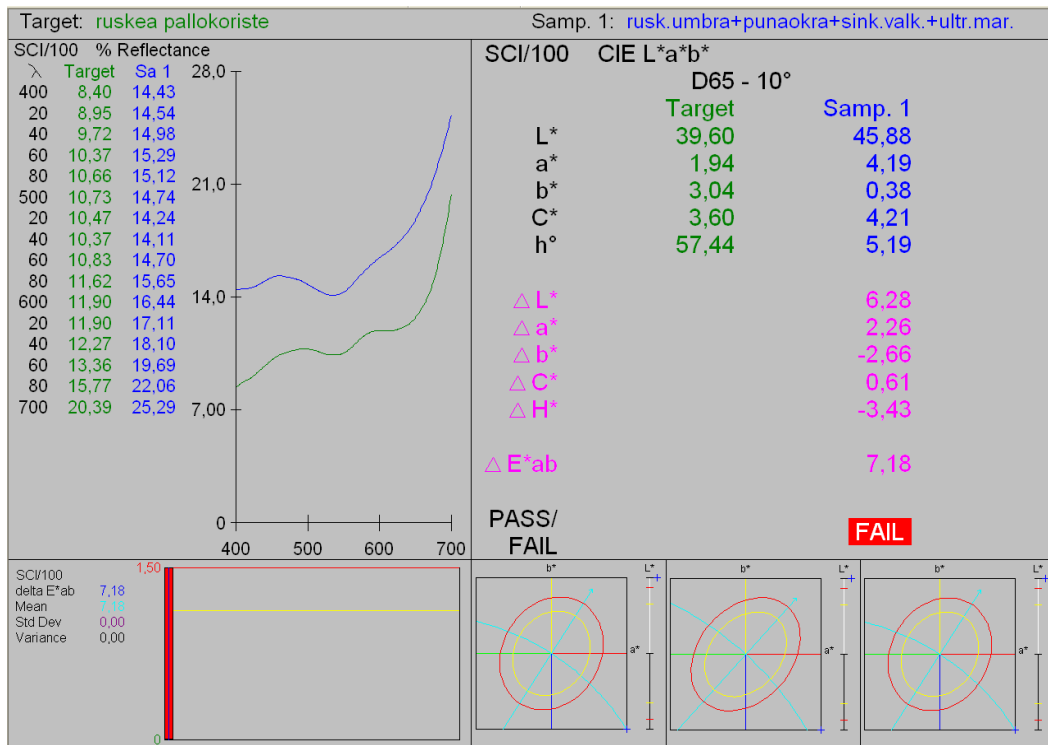 Target: ruskea pallokoriste
Samp. 1: rusk.umbra+punaokra+sink.valk.+ultr.mar.
SCI/100 % Reflectance
λ Target Sa 1
400 8,40 14,43
20 8,95 14,54
40 9,72 14,98
60 10,37 15,29
80 10,66 15,12
500 10,73 14,74
20 10,47 14,24
40 10,37 14,11
60 10,83 14,70
80 11,62 15,65
600 11,90 16,44
20 11,90 17,11
40 12,27 18,10
60 13,36 19,69
80 15,77 22,06
700 20,39 25,29
28,0
21,0
14,0
7,00
0
400 500 600 700
SCI/100 CIE L*a*b*
D65 - 10°
Target Samp. 1
L* 39,60 45,88
a* 1,94 4,19
b* 3,04 0,38
C* 3,60 4,21
h° 57,44 5,19
△ L* 6,28
△ a* 2,26
△ b* -2,66
△ C* 0,61
△ H* -3,43
△ E*ab 7,18
PASS/
FAIL
FAIL
SCI/100
delta E*ab 7,18
Mean 7,18
Std Dev 0,00
Variance 0,00
1,50
0
b* L*
a*
b* L*
a*
b* L*
a*